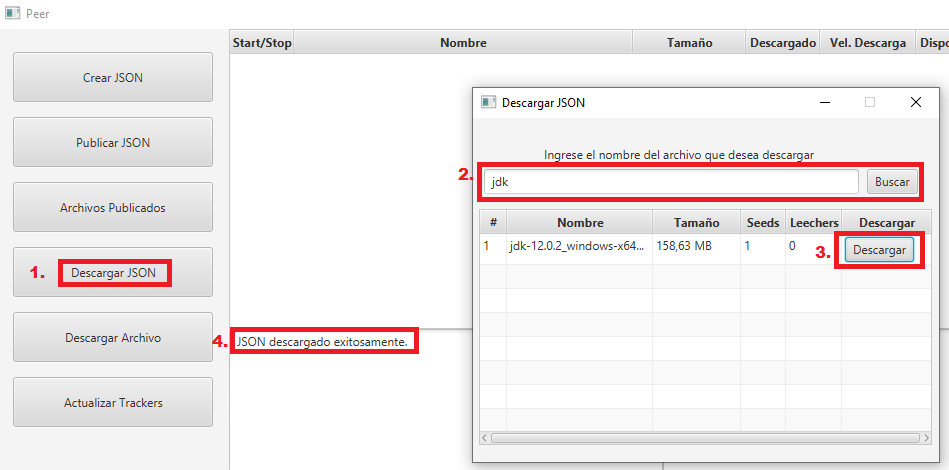 Peer
Start/Stop Nombre Tamaño Descargado Vel. Descarga Dispo
Crear JSON
Publicar JSON
Archivos Publicados
1. Descargar JSON
Descargar Archivo
Actualizar Trackers
4. JSON descargado exitosamente.
Descargar JSON
Ingrese el nombre del archivo que desea descargar
2. jdk Buscar
# Nombre Tamaño Seeds Leechers Descargar
1 jdk-12.0.2_windows-x64... 158,63 MB 1 0 3. Descargar